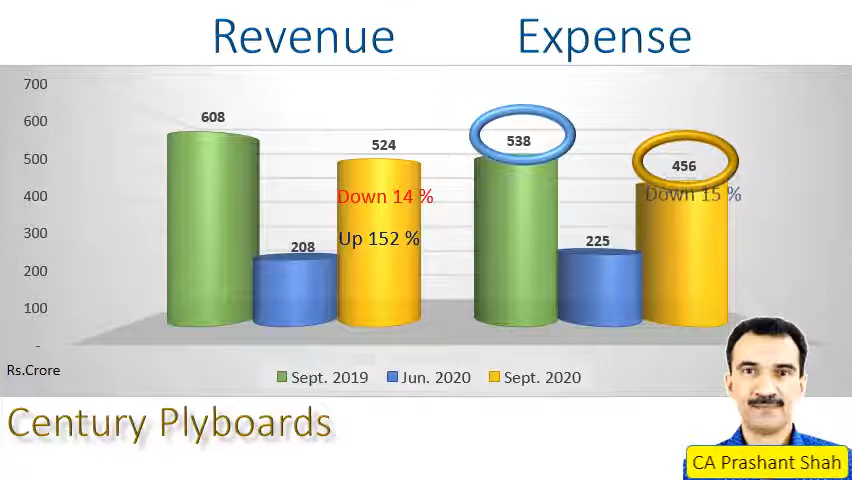 Revenue
Expense
700
600
500
400
300
200
100
-
608
208
524
Down 14 %
Up 152 %
538
225
456
Down 15 %
Rs.Crore
Sept. 2019
Jun. 2020
Sept. 2020
Century Plyboards
CA Prashant Shah